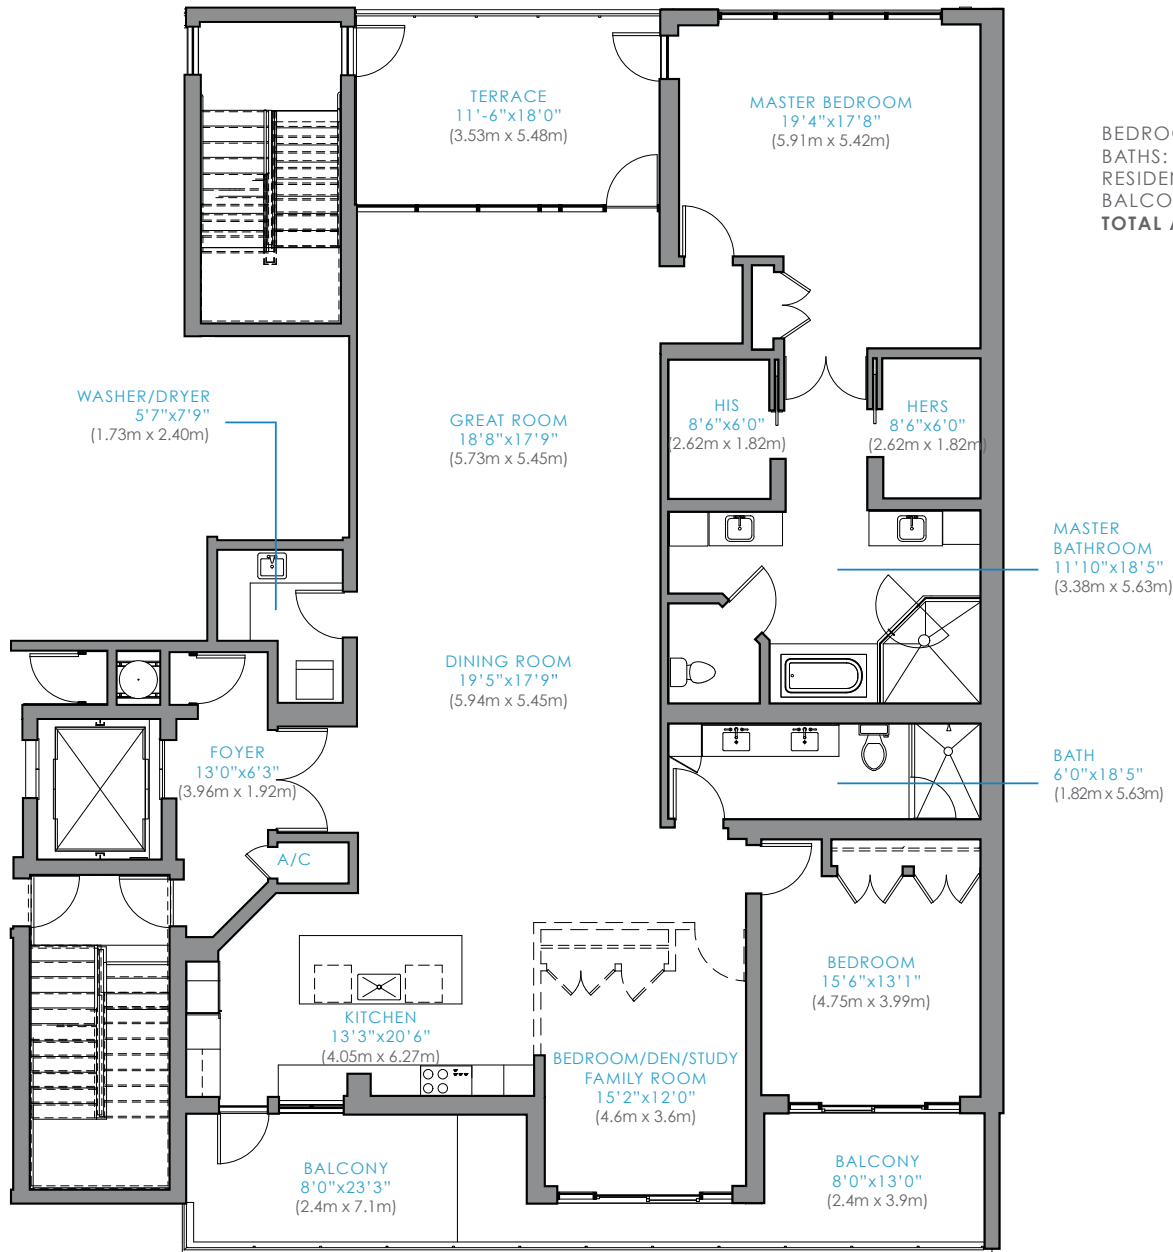 TERRACE
11'-6"x18'0"
(3.53m x 5.48m)
MASTER BEDROOM
19'4"x17'8"
(5.91m x 5.42m)
BATHS:
TOTAL
WASHER/DRYER
5'7"x7'9"
(1.73m x 2.40m)
GREAT ROOM
18'8"x17'9"
(5.73m x 5.45m)
HIS
8'6"x6'0"
(2.62m x 1.82m)
HERS
8'6"x6'0"
(2.62m x 1.82m)
MASTER
BATHROOM
11'10"x18'5"
(3.38m x 5.63m)
DINING ROOM
19'5"x17'9"
(5.94m x 5.45m)
FOYER
13'0"x6'3"
(3.96m x 1.92m)
BATH
6'0"x18'5"
(1.82m x 5.63m)
A/C
BEDROOM
15'6"x13'1"
(4.75m x 3.99m)
KITCHEN
13'3"x20'6"
(4.05m x 6.27m)
BEDROOM/DEN/STUDY
FAMILY ROOM
15'2"x12'0"
(4.6m x 3.6m)
BALCONY
8'0"x23'3"
(2.4m x 7.1m)
BALCONY
8'0"x13'0"
(2.4m x 3.9m)